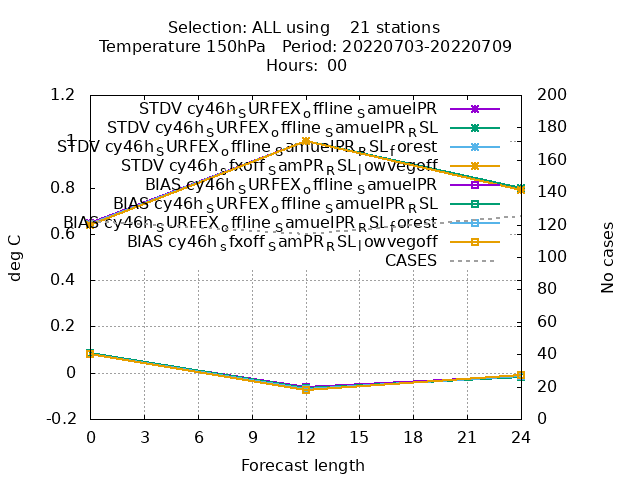 Selection: ALL using 21 stations
Temperature 150hPa Period: 20220703-20220709
Hours: 00
1.2
1
0.8
0.6
0.4
0.2
0
-0.2
deg C
STDV cy46h_SURFEX_offline_SamuelPR
STDV cy46h_SURFEX_offline_SamuelPR_RSL
STDV cy46h_SURFEX_offline_SamuelPR_RSL_forest
STDV cy46h_sfxoff_SamPR_RSL_lowvegoff
BIAS cy46h_SURFEX_offline_SamuelPR
BIAS cy46h_SURFEX_offline_SamuelPR_RSL
BIAS cy46h_SURFEX_offline_SamuelPR_RSL_forest
BIAS cy46h_sfxoff_SamPR_RSL_lowvegoff
CASES
200
180
160
140
120
100
80
60
40
20
0
No cases
0 3 6 9 12 15 18 21 24
Forecast length